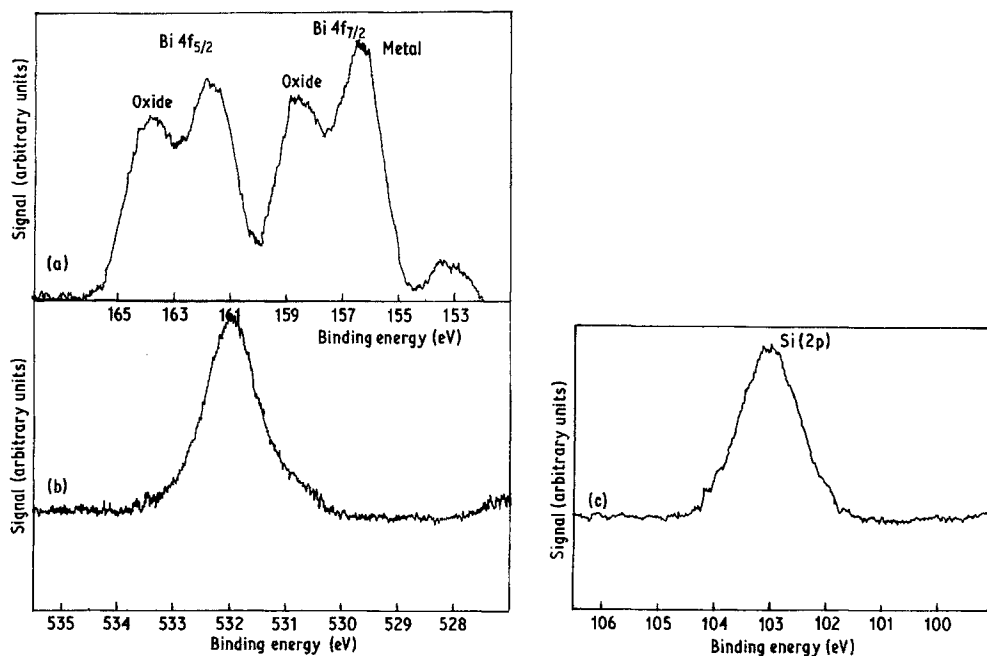 Bi 4f5/2
Bi 4f7/2
Metal
Oxide
Oxide
Signal (arbitrary units)
(a)
165 163 161 159 157 155 153
Binding energy (eV)
Signal (arbitrary units)
(b)
535 534 533 532 531 530 529 528
Binding energy (eV)
Si (2p)
Signal (arbitrary units)
(c)
106 105 104 103 102 101 100
Binding energy (eV)